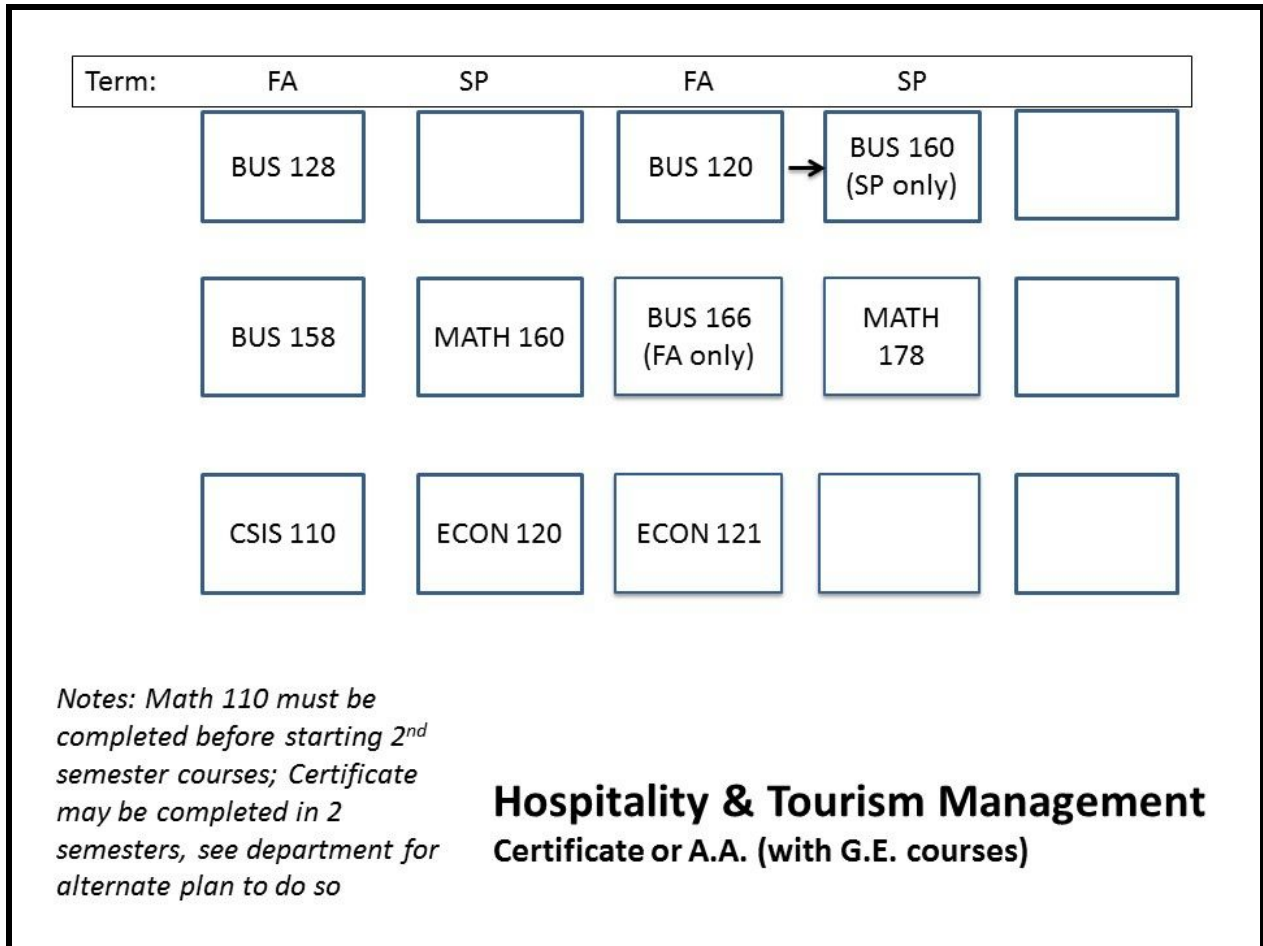 Term: FA SP FA SP
BUS 128
BUS 120
BUS 160
(SP only)
BUS 158
MATH 160
BUS 166
(FA only)
MATH
178
CSIS 110
ECON 120
ECON 121
Notes: Math 110 must be
completed before starting 2nd
semester courses; Certificate
may be completed in 2
semesters, see department for
alternate plan to do so
Hospitality & Tourism Management
Certificate or A.A. (with G.E. courses)